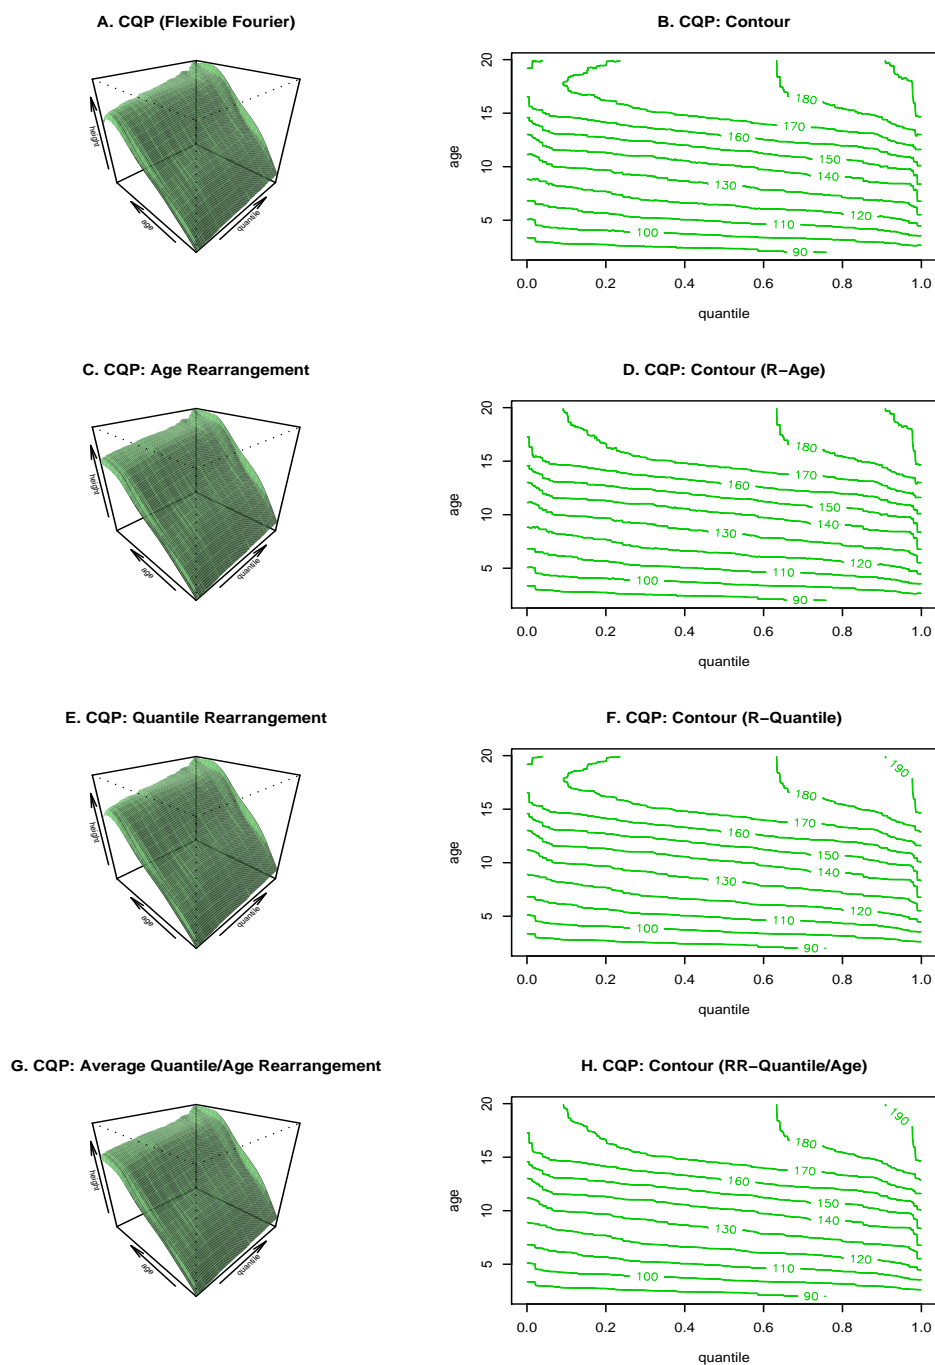 A. CQP (Flexible Fourier)
height
age
quantile
B. CQP: Contour
20
15
10
5
age
180
170
160
150
140
130
120
110
100
90
0.0 0.2 0.4 0.6 0.8 1.0
quantile
C. CQP: Age Rearrangement
height
age
quantile
D. CQP: Contour (R−Age)
20
15
10
5
age
180
170
160
150
140
130
120
110
100
90
0.0 0.2 0.4 0.6 0.8 1.0
quantile
E. CQP: Quantile Rearrangement
height
age
quantile
F. CQP: Contour (R−Quantile)
20
15
10
5
age
190
180
170
160
150
140
130
120
110
100
90
0.0 0.2 0.4 0.6 0.8 1.0
quantile
G. CQP: Average Quantile/Age Rearrangement
height
age
quantile
H. CQP: Contour (RR−Quantile/Age)
20
15
10
5
age
190
180
170
160
150
140
130
120
110
100
90
0.0 0.2 0.4 0.6 0.8 1.0
quantile